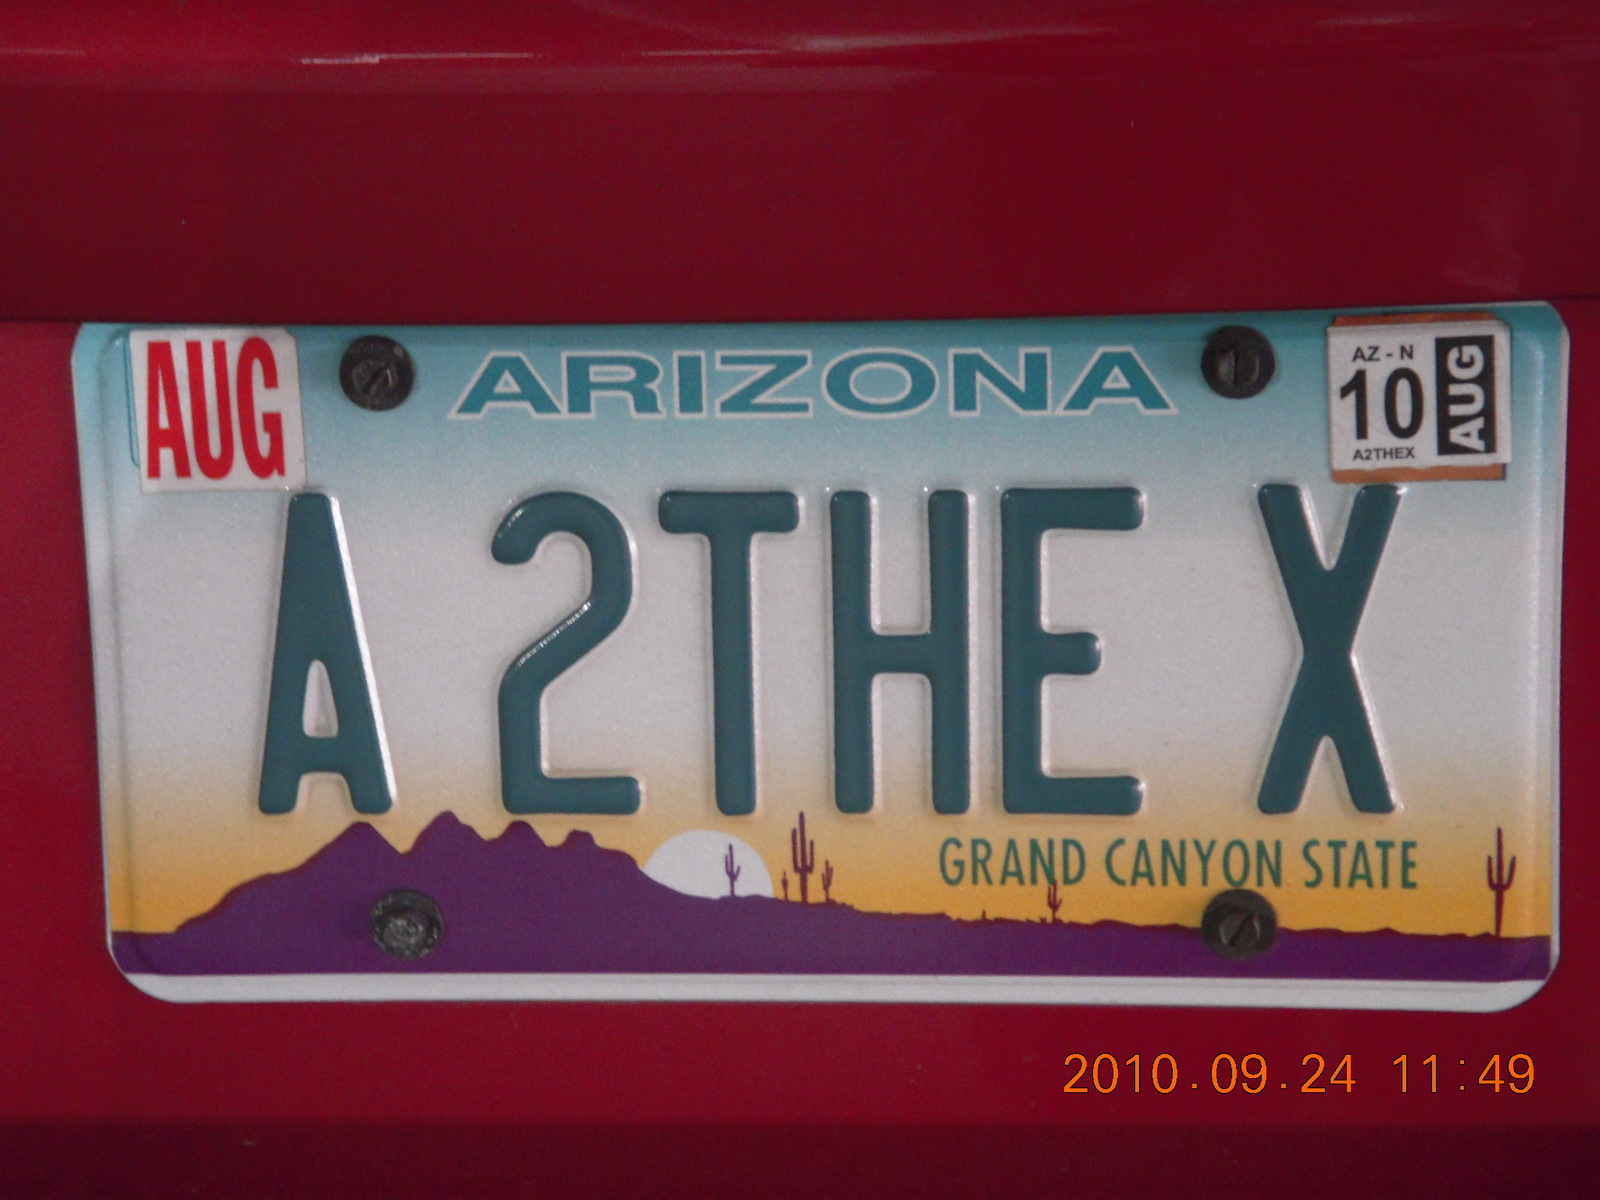 AUG
ARIZONA
AZ - N
10 AUG
A2THEX
A 2THE X
GRAND CANYON STATE
2010.09.24 11:49